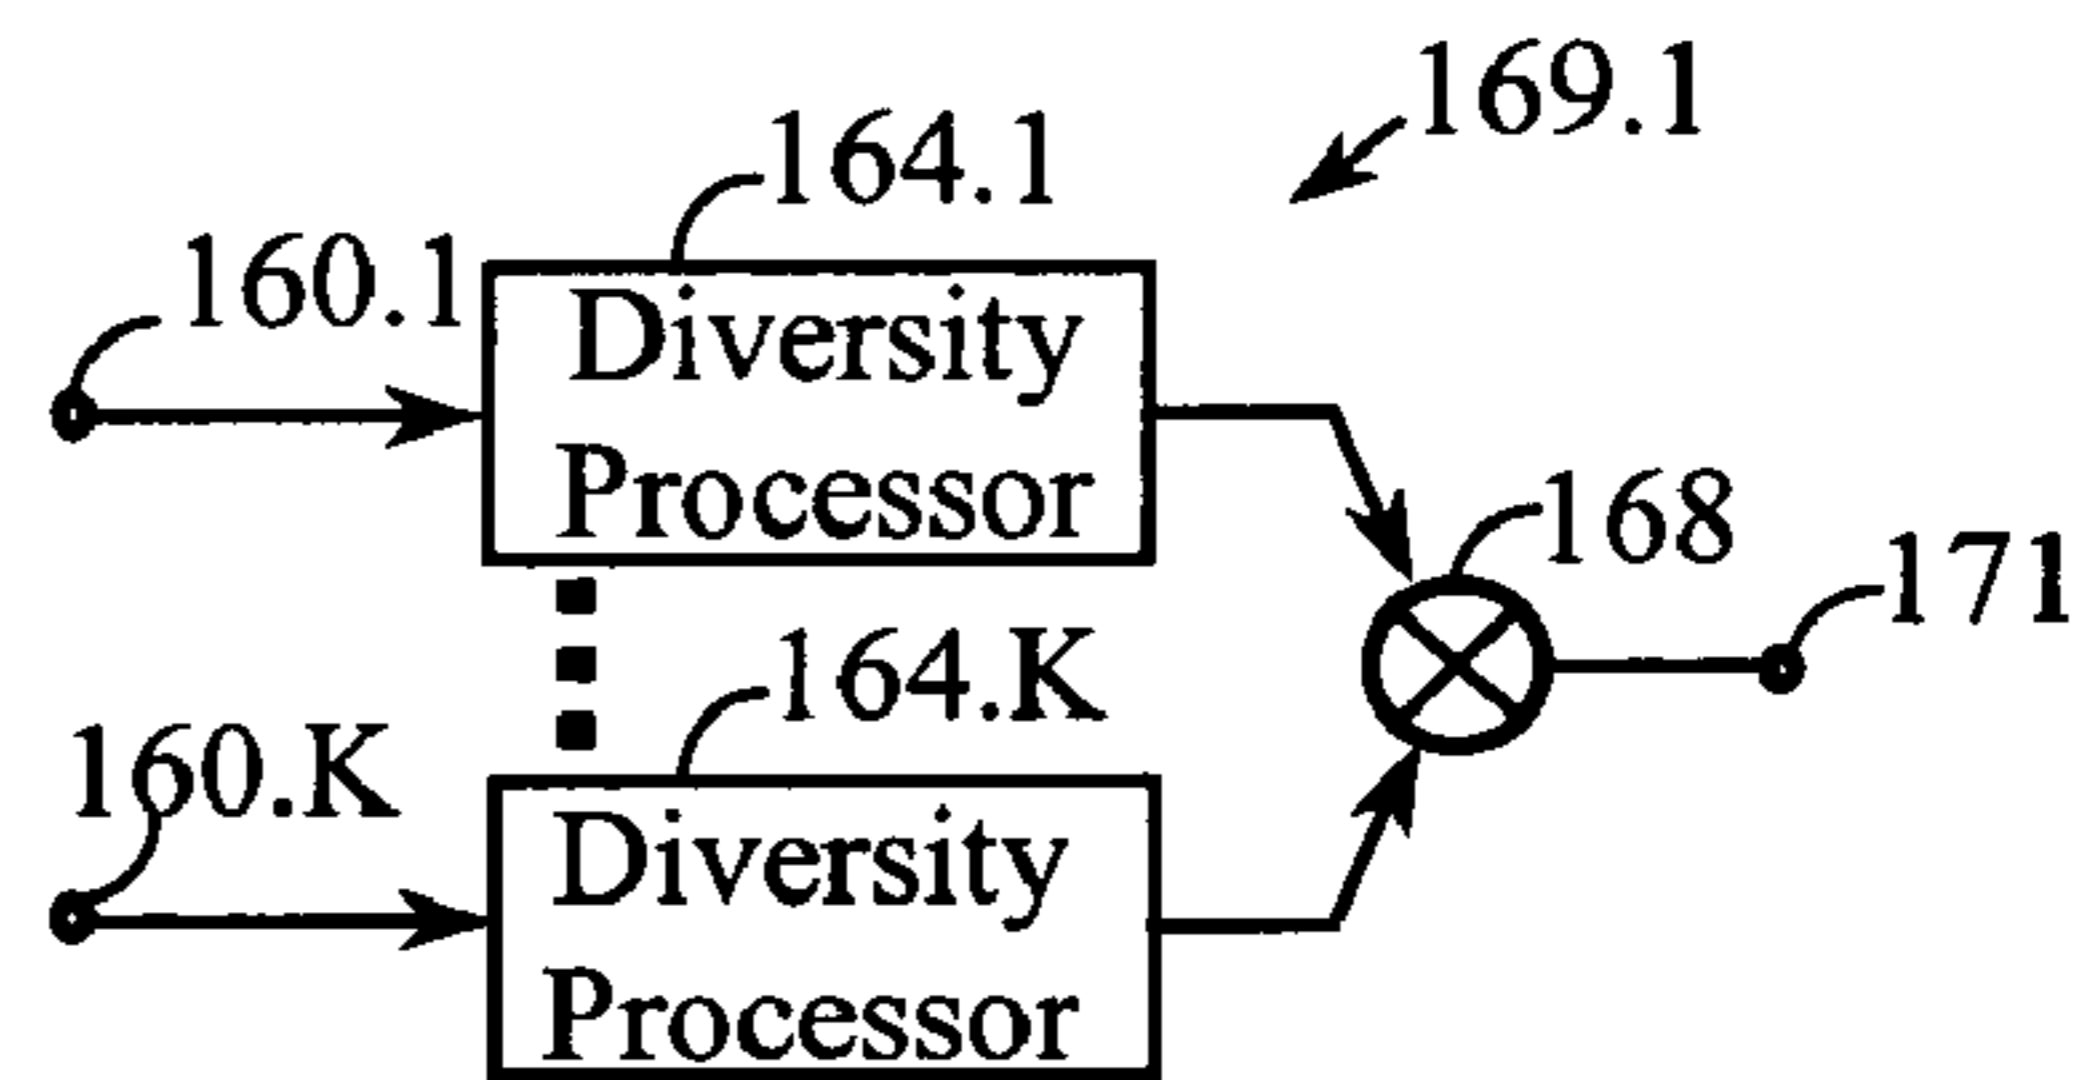 169.1
164.1
160.1
Diversity
Processor
168
171
164.K
160.K
Diversity
Processor